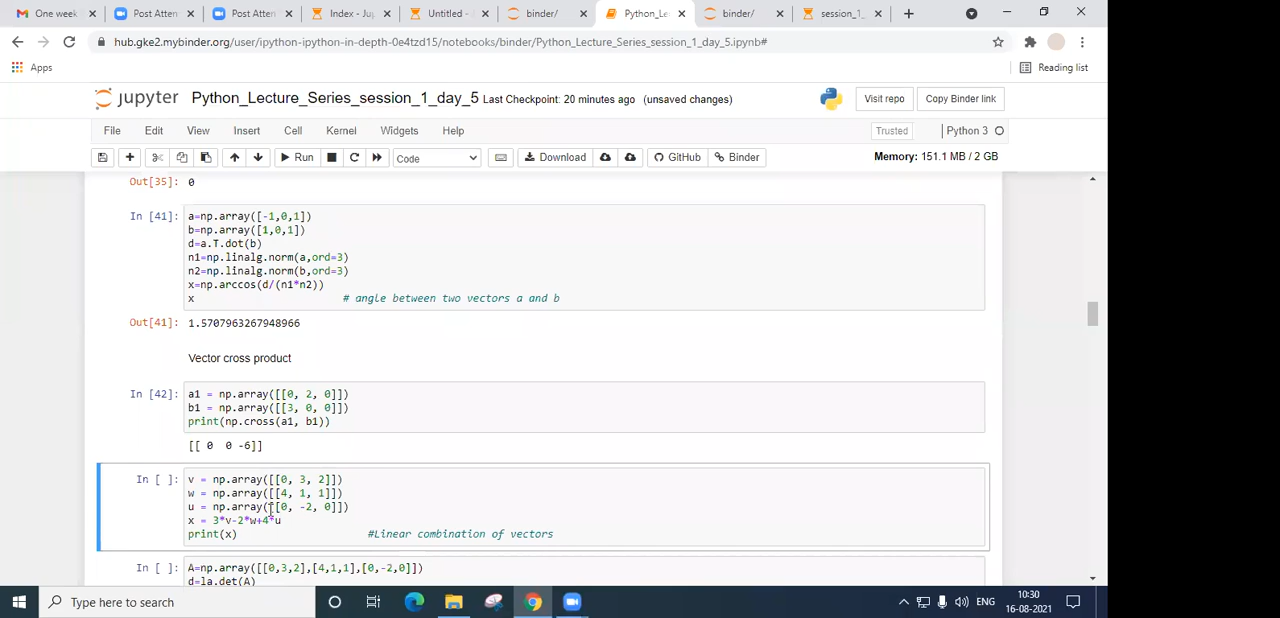 One week
Post Atten
Post Atten
Index - Ju
Untitled -
binder/
Python_Le
binder/
session_1_
hub.gke2.mybinder.org/user/ipython-ipython-in-depth-0e4tzd15/notebooks/binder/Python_Lecture_Series_session_1_day_5.ipynb#
Apps
Reading list
jupyter Python_Lecture_Series_session_1_day_5 Last Checkpoint: 20 minutes ago (unsaved changes)
Visit repo
Copy Binder link
File Edit View Insert Cell Kernel Widgets Help
Trusted
Python 3
Run
Code
Download
GitHub
Binder
Memory: 151.1 MB / 2 GB
Out[35]: 0
In [41]: a=np.array([-1,0,1])
b=np.array([1,0,1])
d=a.T.dot(b)
n1=np.linalg.norm(a,ord=3)
n2=np.linalg.norm(b,ord=3)
x=np.arccos(d/(n1*n2))
x # angle between two vectors a and b
Out[41]: 1.5707963267948966
Vector cross product
In [42]: a1 = np.array([[0, 2, 0]])
b1 = np.array([[3, 0, 0]])
print(np.cross(a1, b1))
[[ 0 0 -6]]
In [ ]: v = np.array([[0, 3, 2]])
w = np.array([[4, 1, 1]])
u = np.array([[0, -2, 0]])
x = 3*v-2*w+4*u
print(x) #Linear combination of vectors
In [ ]: A=np.array([[0,3,2],[4,1,1],[0,-2,0]])
d=la.det(A)
Type here to search
ENG
10:30
16-08-2021